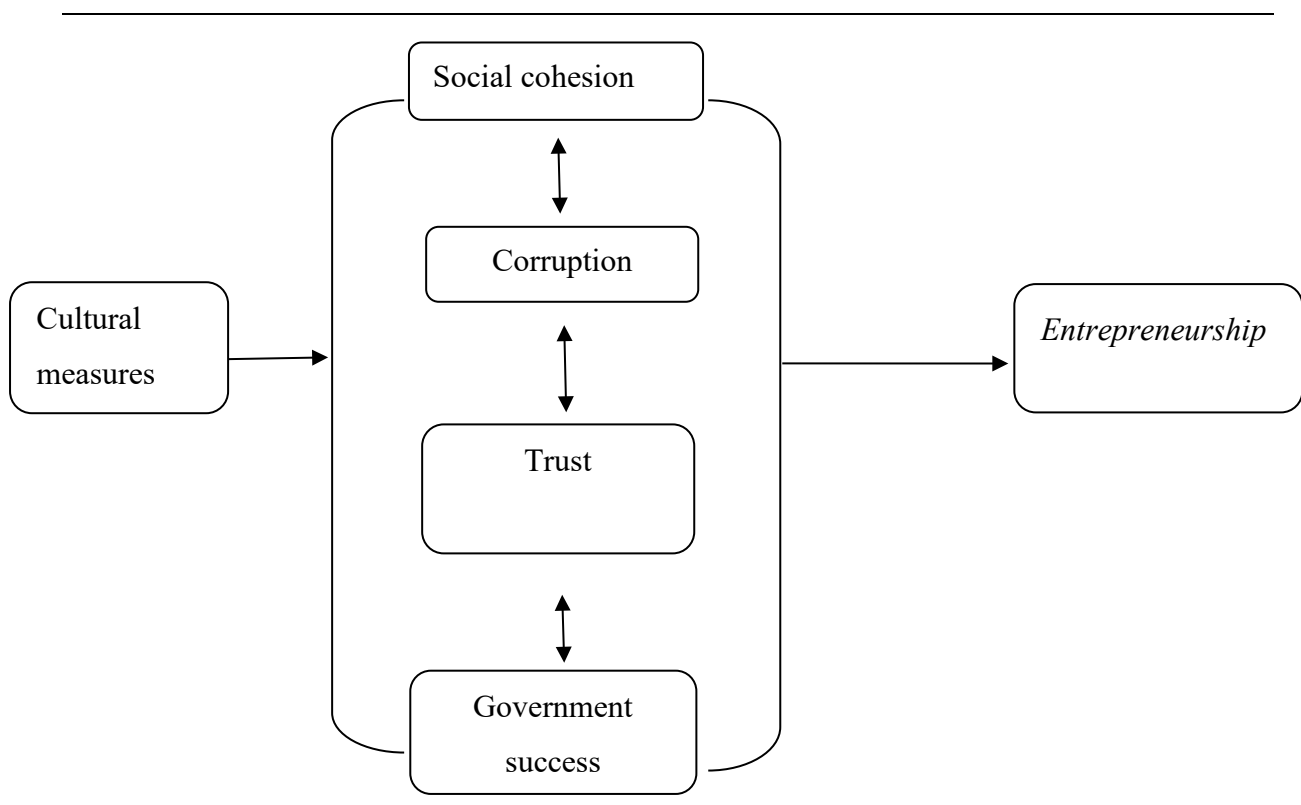 Social cohesion
Corruption
Cultural
measures
Entrepreneurship
Trust
Government
success